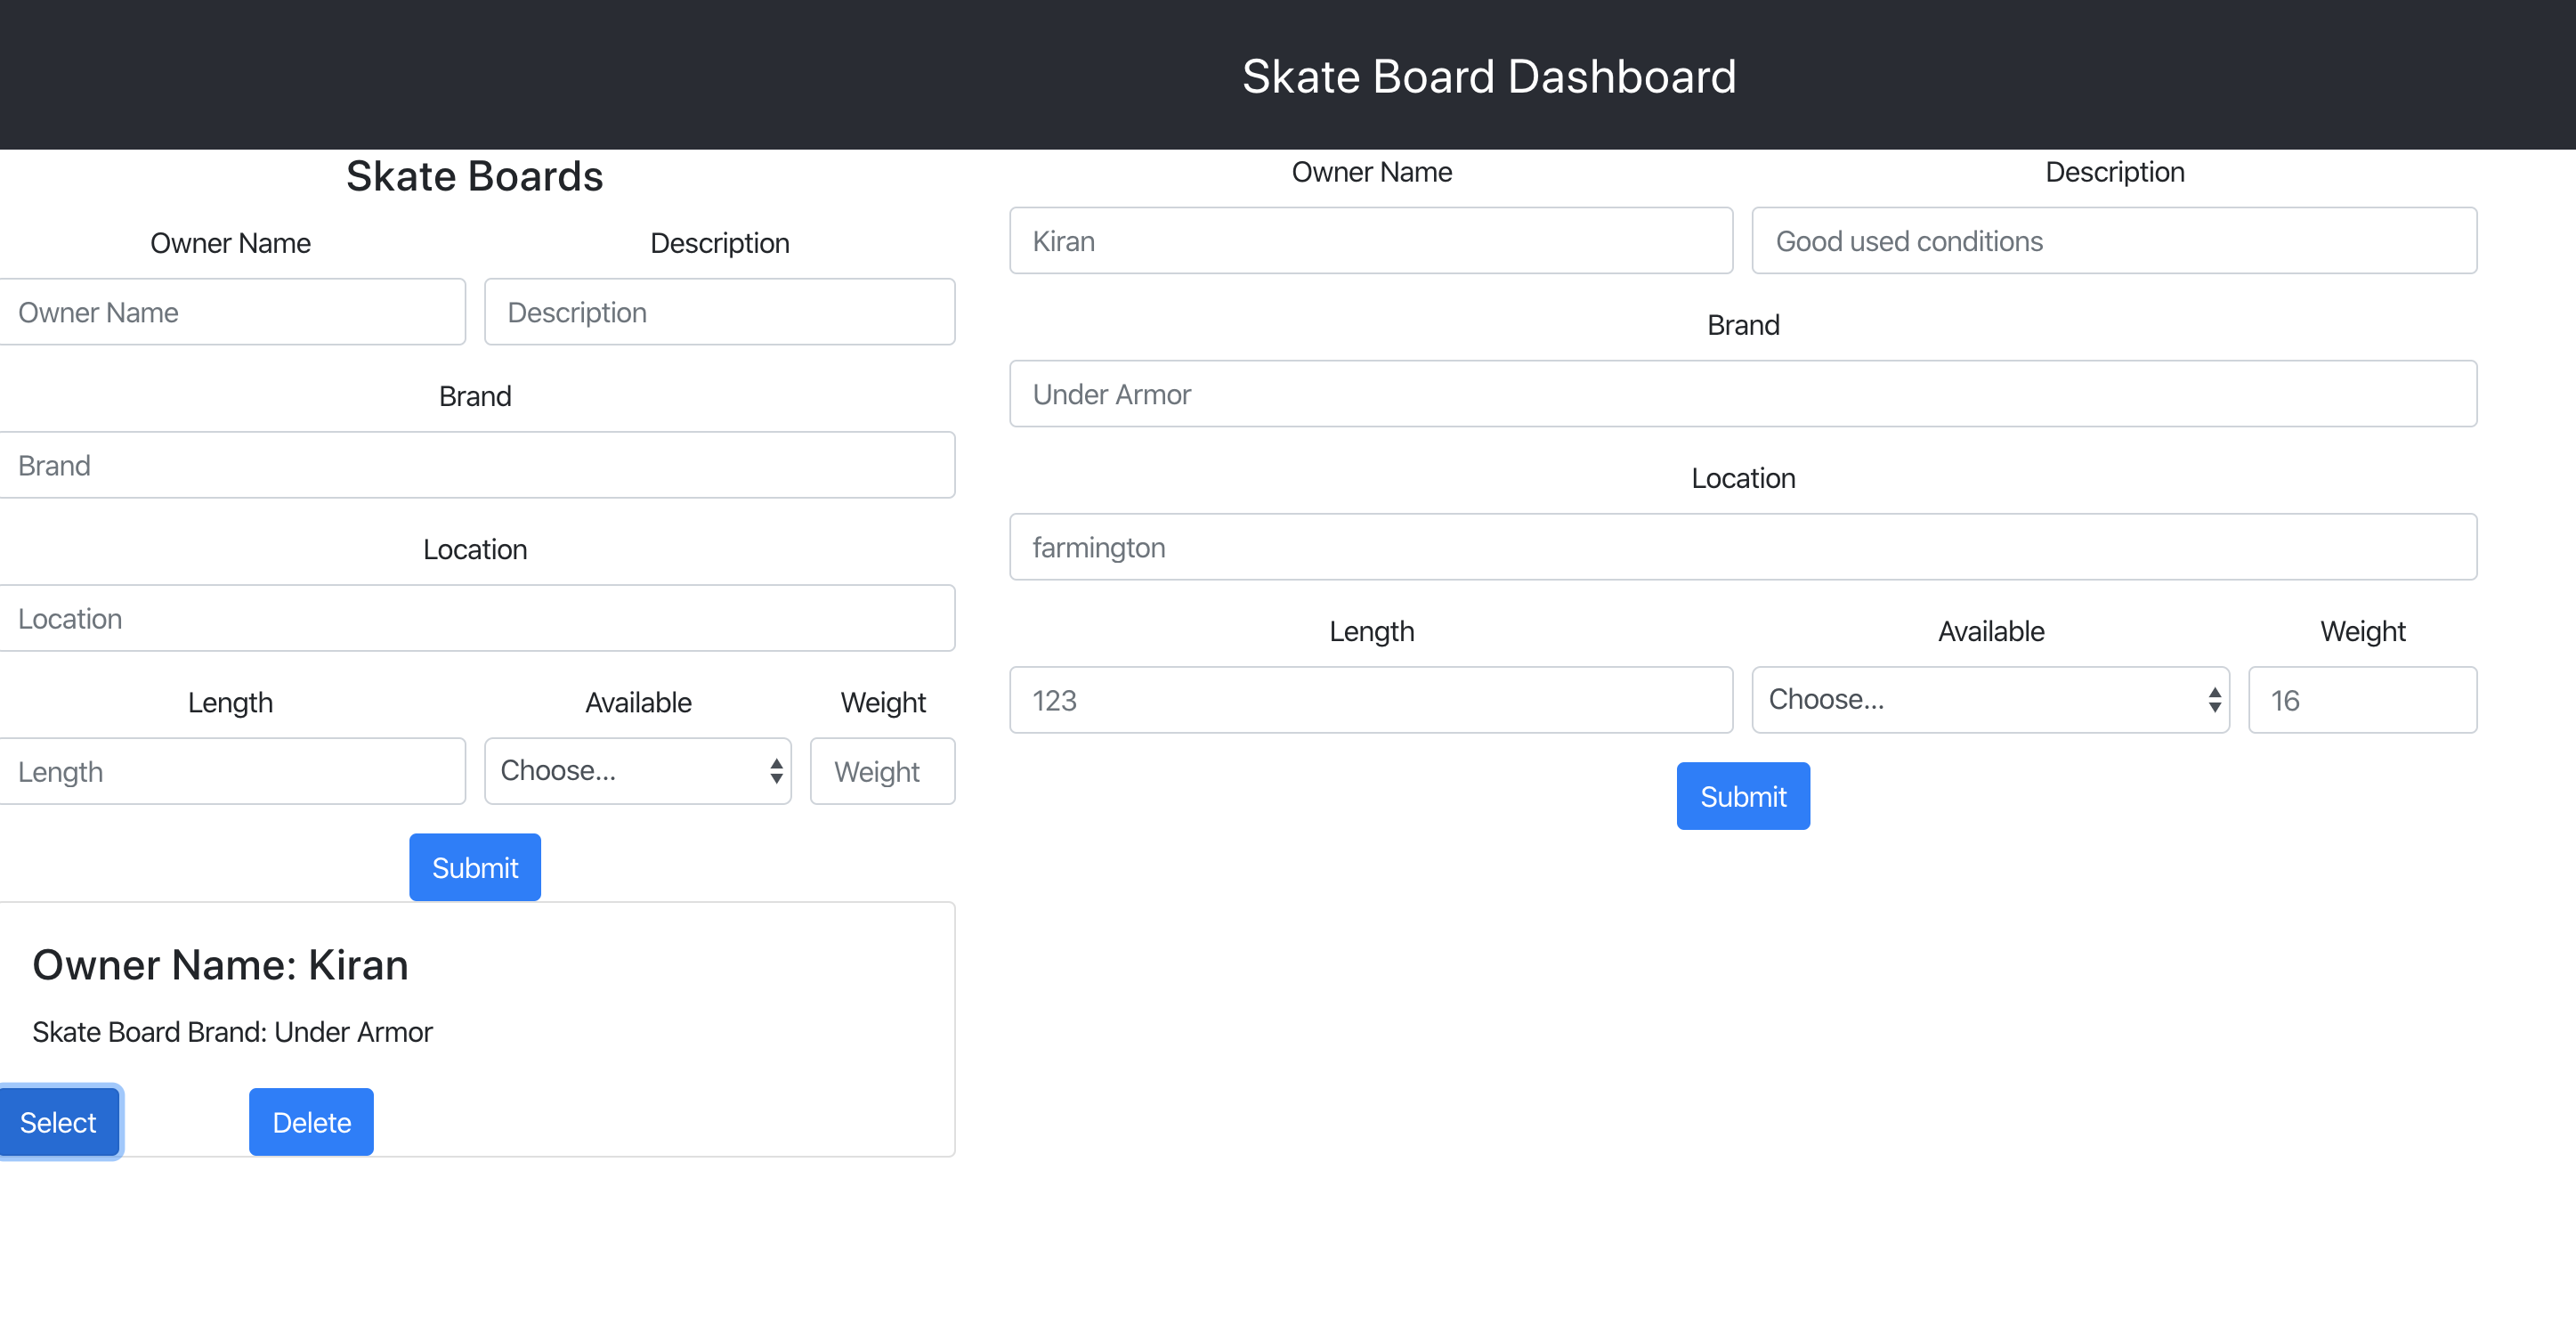 Skate Board Dashboard
Skate Boards
Owner Name Description
Owner Name Description
Brand
Brand
Location
Location
Length Available Weight
Length Choose... Weight
Submit
Owner Name: Kiran
Skate Board Brand: Under Armor
Select Delete
Owner Name Description
Kiran Good used conditions
Brand
Under Armor
Location
farmington
Length Available Weight
123 Choose... 16
Submit